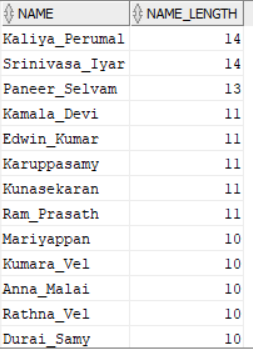 NAME NAME_LENGTH
Kaliya_Perumal 14
Srinivasa_Iyar 14
Paneer_Selvam 13
Kamala_Devi 11
Edwin_Kumar 11
Karuppasamy 11
Kunasekaran 11
Ram_Prasath 11
Mariyappan 10
Kumara_Vel 10
Anna_Malai 10
Rathna_Vel 10
Durai_Samy 10